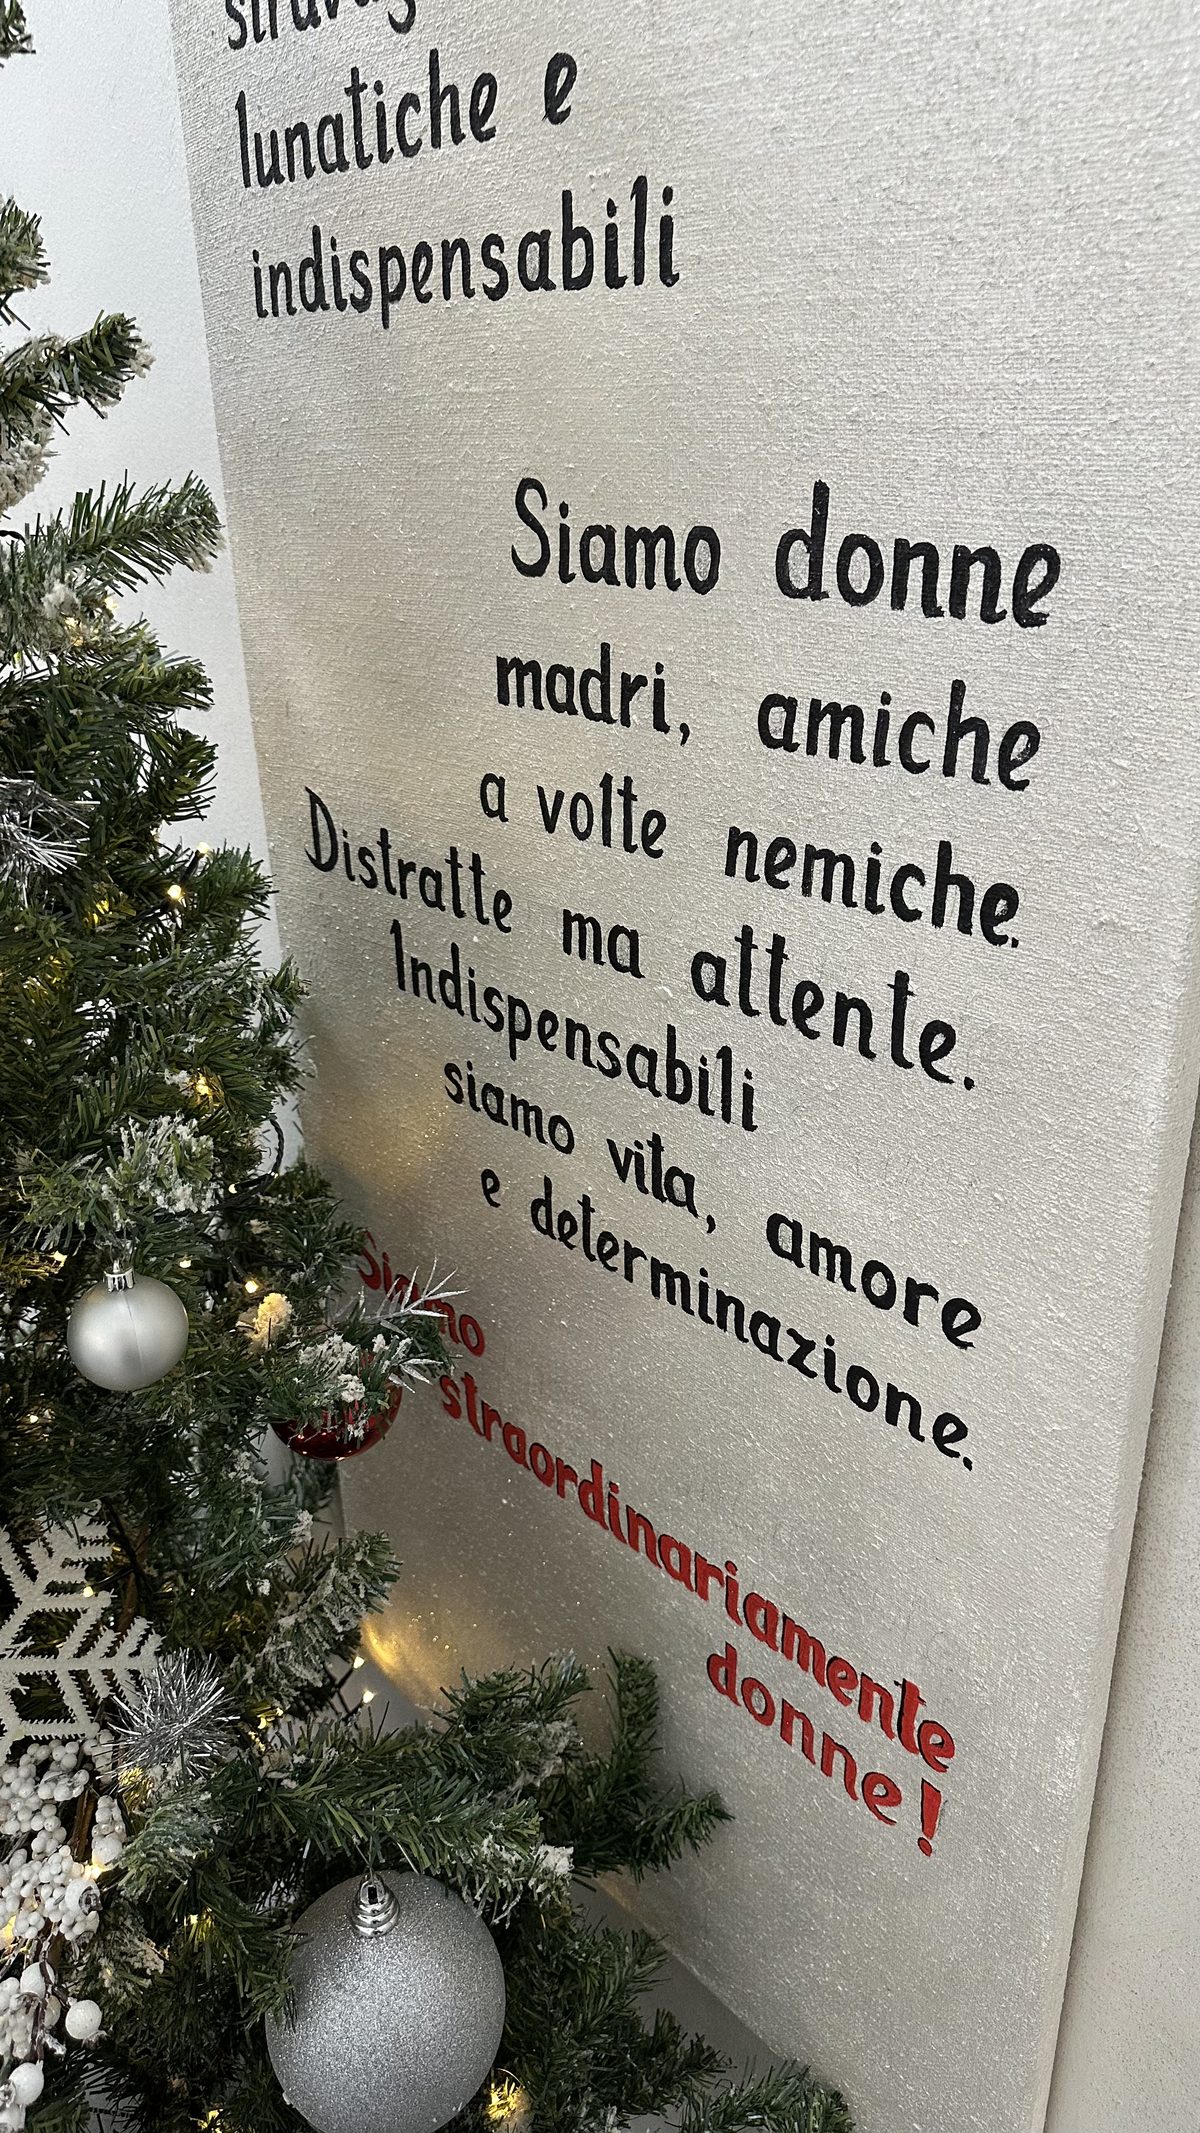 lunatiche e
indispensabili
Siamo donne
madri, amiche
a volte nemiche.
Distratte ma attente.
Indispensabili
siamo vita, amore
e determinazione.
Siamo
straordinariamente
donne!